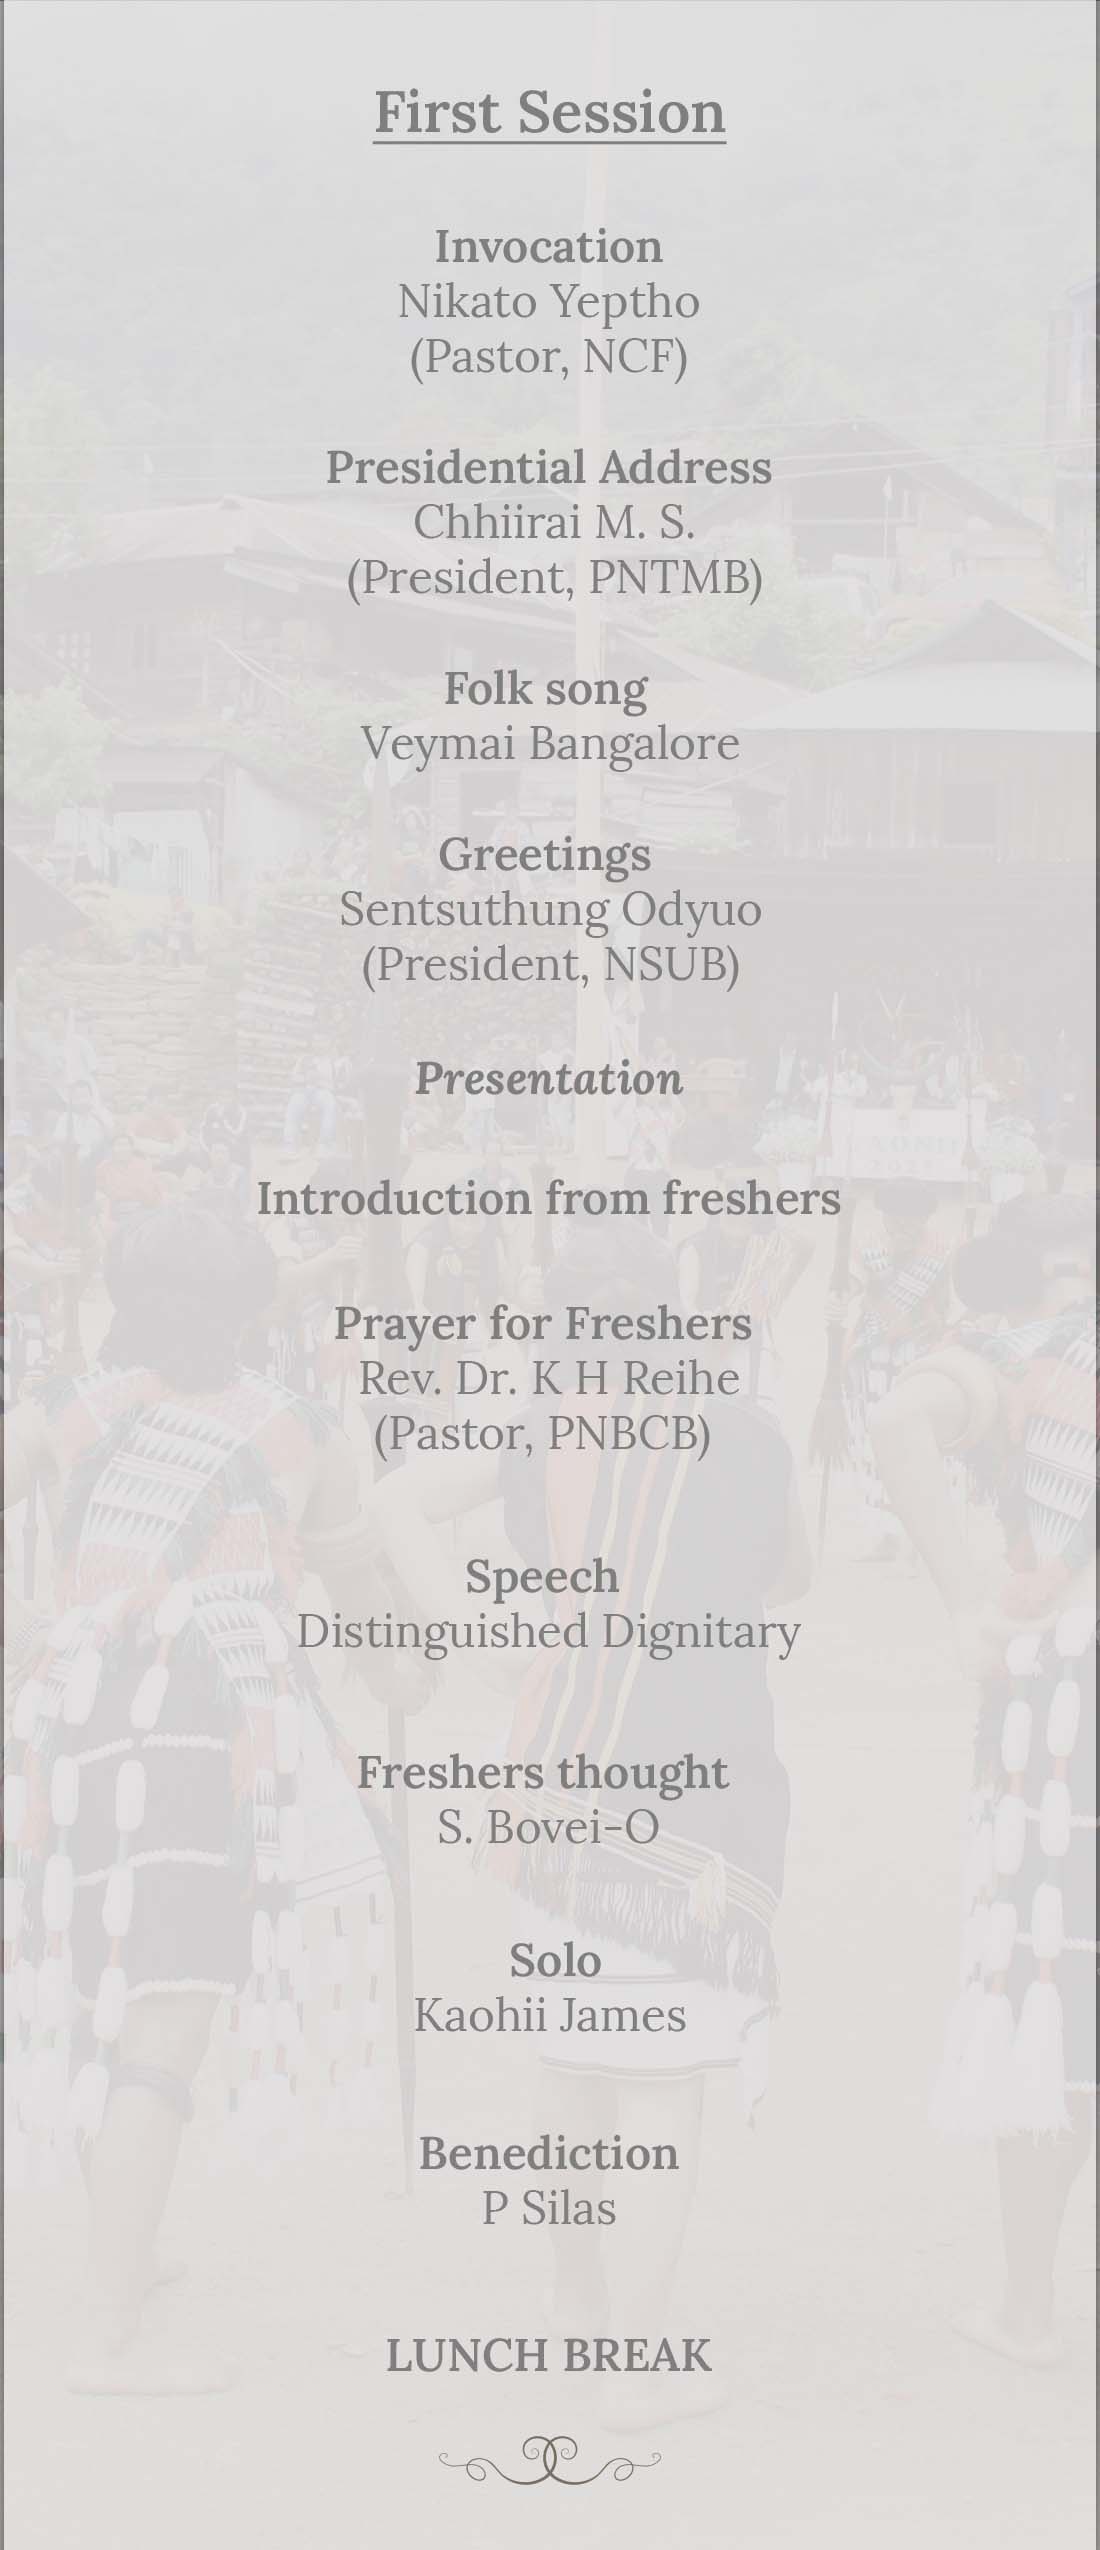 First Session
Invocation
Nikato Yeptho
(Pastor, NCF)
Presidential Address
Chhiirai M. S.
(President, PNTMB)
Folk song
Veymai Bangalore
Greetings
Sentsuthung Odyuo
(President, NSUB)
Presentation
Introduction from freshers
Prayer for Freshers
Rev. Dr. K H Reihe
(Pastor, PNBCB)
Speech
Distinguished Dignitary
Freshers thought
S. Bovei-O
Solo
Kaohii James
Benediction
P Silas
LUNCH BREAK